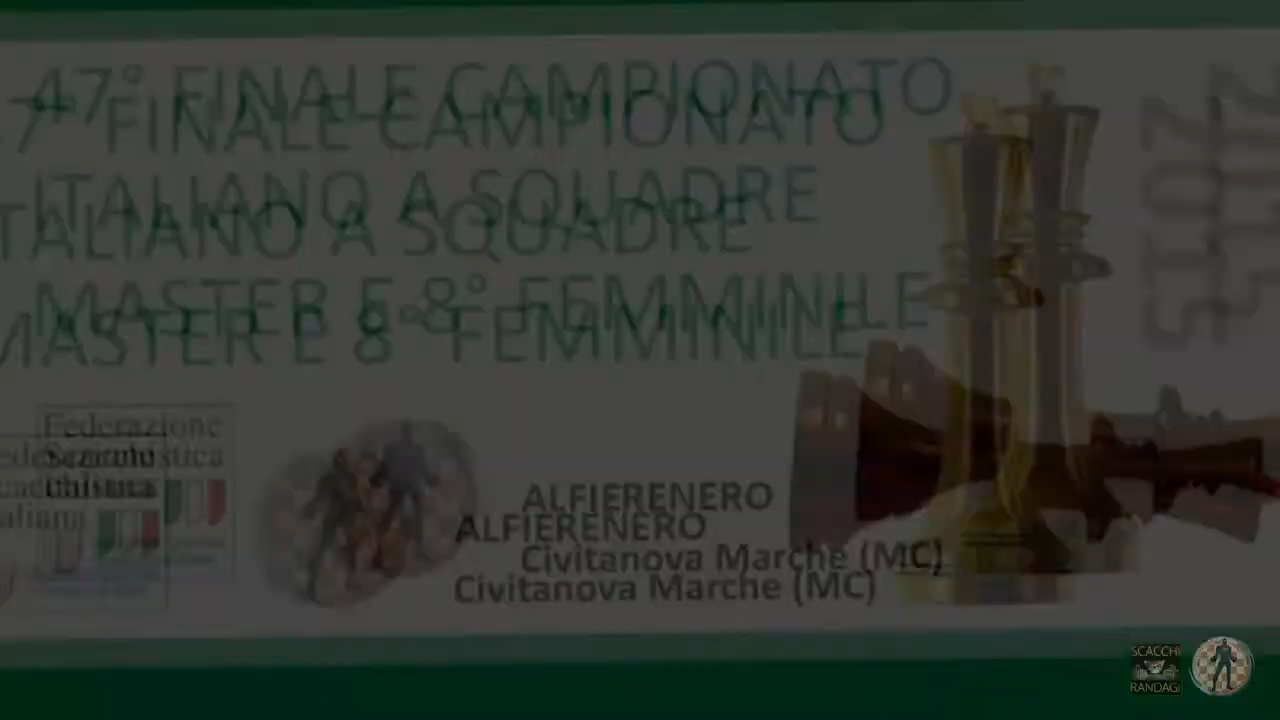 47° FINALE CAMPIONATO
ITALIANO A SQUADRE
MASTER E 8° FEMMINILE
2015
Federazione
Scacchistica
Italiana
ALFIERENERO
Civitanova Marche (MC)
SCACCHI
RANDAGI